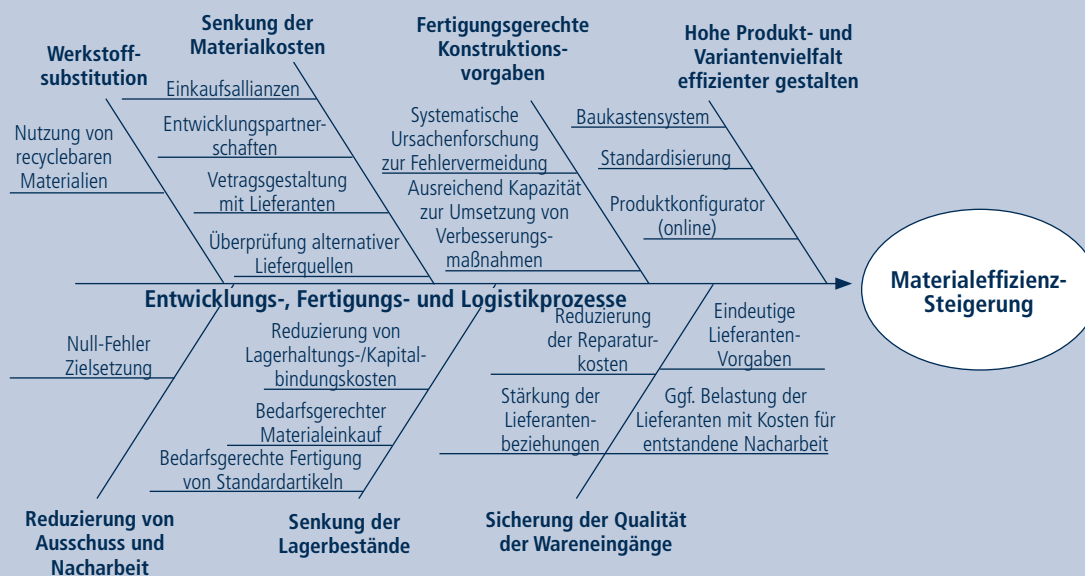 Werkstoff-
substitution
Nutzung von
recyclebaren
Materialien
Senkung der
Materialkosten
Einkaufsallianzen
Entwicklungspartner-
schaften
Vetragsgestaltung
mit Lieferanten
Überprüfung alternativer
Lieferquellen
Fertigungsgerechte
Konstruktions-
vorgaben
Systematische
Ursachenforschung
zur Fehlervermeidung
Ausreichend Kapazität
zur Umsetzung von
Verbesserungs-
maßnahmen
Hohe Produkt- und
Variantenvielfalt
effizienter gestalten
Baukastensystem
Standardisierung
Produktkonfigurator
(online)
Materialeffizienz-
Steigerung
Entwicklungs-, Fertigungs- und Logistikprozesse
Null-Fehler
Zielsetzung
Reduzierung von
Ausschuss und
Nacharbeit
Reduzierung von
Lagerhaltungs-/Kapital-
bindungskosten
Bedarfsgerechter
Materialeinkauf
Bedarfsgerechte Fertigung
von Standardartikeln
Senkung der
Lagerbestände
Reduzierung
der Reparatur-
kosten
Stärkung der
Lieferanten-
beziehungen
Eindeutige
Lieferanten-
Vorgaben
Ggf. Belastung der
Lieferanten mit Kosten für
entstandene Nacharbeit
Sicherung der Qualität
der Wareneingänge